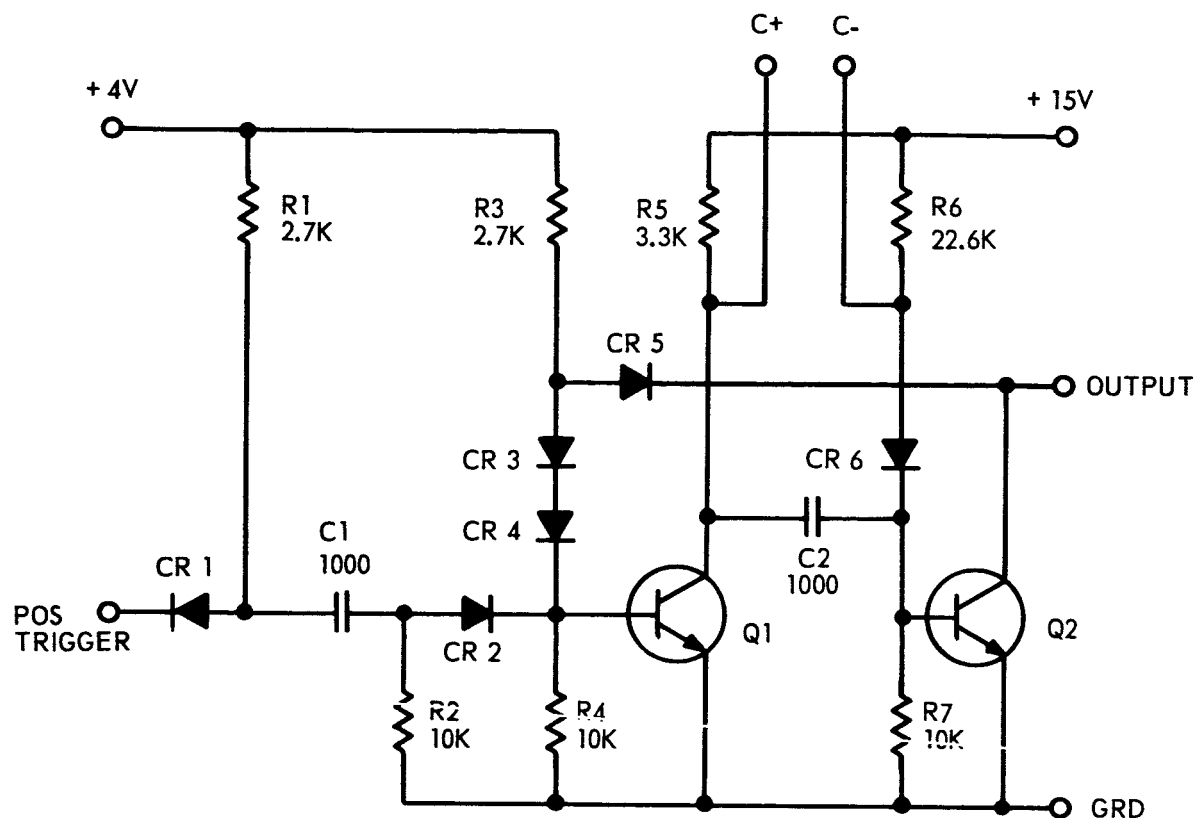 C+
C-
+ 4V
+ 15V
R1
2.7K
R3
2.7K
R5
3.3K
R6
22.6K
CR 5
OUTPUT
CR 3
CR 6
CR 4
C1
1000
C2
1000
CR 1
POS
TRIGGER
CR 2
Q1
Q2
R2
10K
R4
10K
R7
10K
GRD